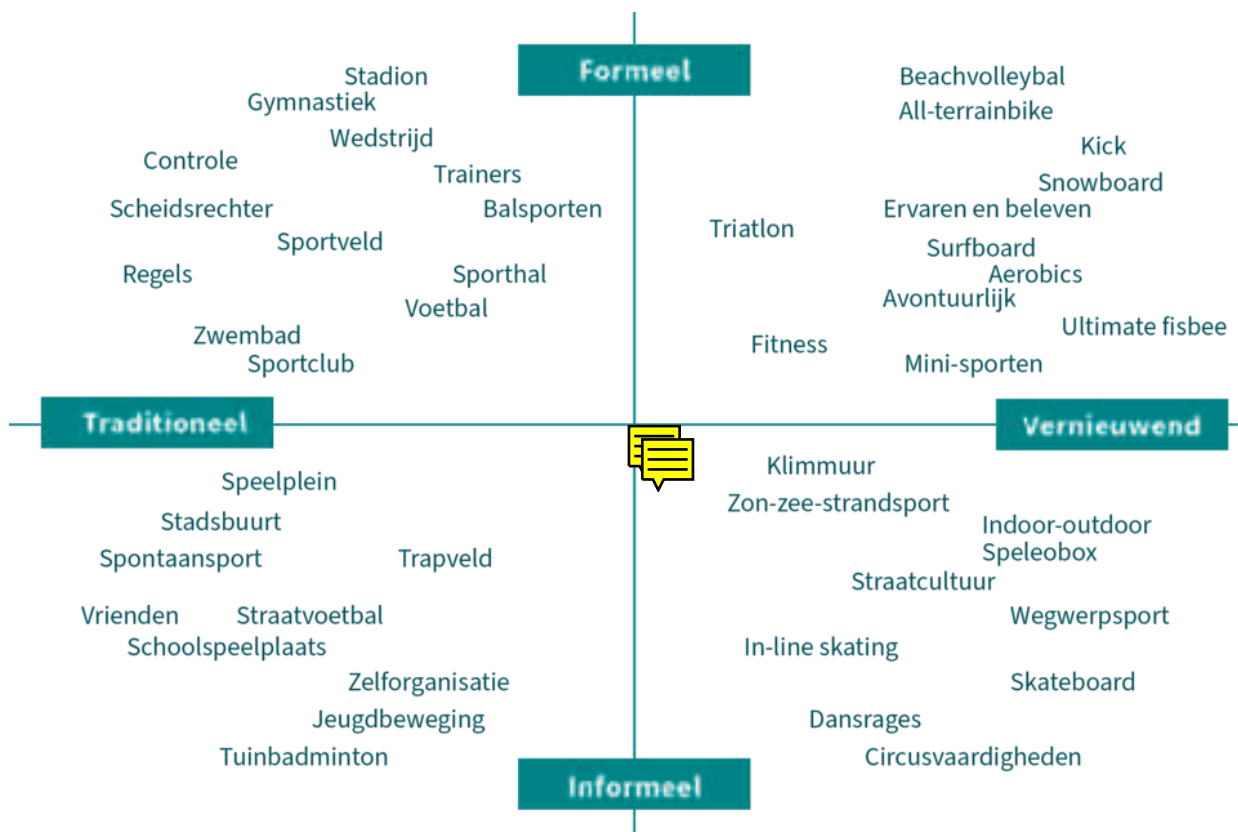 Formeel
Stadion
Beachvolleybal
Gymnastiek
All-terrainbike
Wedstrijd
Kick
Controle
Trainers
Snowboard
Scheidsrechter
Balsporten
Ervaren en beleven
Triatlon
Sportveld
Surfboard
Regels
Sporthal
Aerobics
Avontuurlijk
Voetbal
Ultimate fisbee
Zwembad
Fitness
Sportclub
Mini-sporten
Traditioneel
Vernieuwend
Klimmuur
Speelplein
Zon-zee-strandsport
Stadsbuurt
Indoor-outdoor
Speleobox
Spontaansport
Trapveld
Straatcultuur
Vrienden
Straatvoetbal
Wegwerpsport
Schoolspeelplaats
In-line skating
Zelforganisatie
Skateboard
Jeugdbeweging
Dansrages
Tuinbadminton
Circusvaardigheden
Informeel